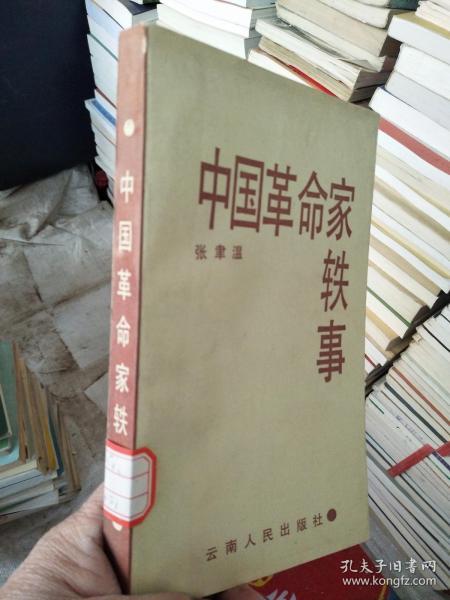 中国革命家
轶事
张聿温
云南人民出版社
中国革命家轶
孔夫子旧书网
www.kongfz.com